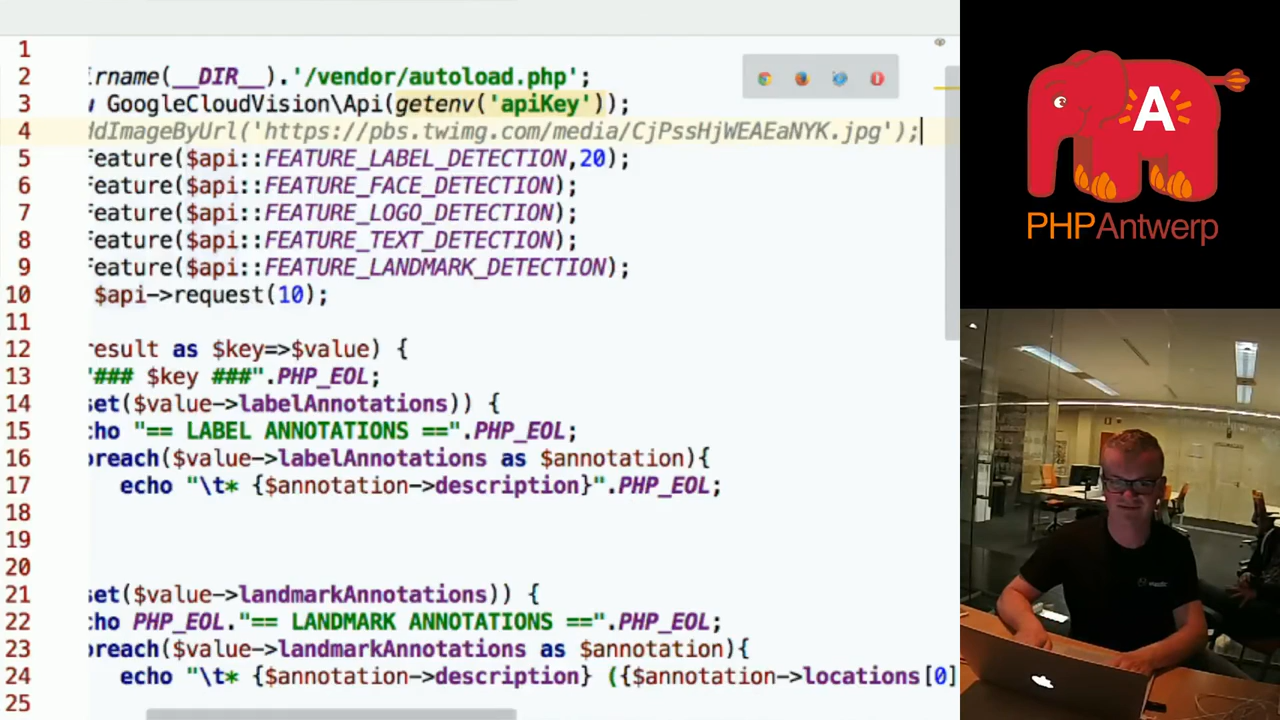 1
2 irname(__DIR__).'/vendor/autoload.php';
3 GoogleCloudVision\Api(getenv('apiKey'));
4 ddImageByUrl('https://pbs.twimg.com/media/CjPssHjWEAEaNYK.jpg');
5 Feature($api::FEATURE_LABEL_DETECTION,20);
6 Feature($api::FEATURE_FACE_DETECTION);
7 Feature($api::FEATURE_LOGO_DETECTION);
8 Feature($api::FEATURE_TEXT_DETECTION);
9 Feature($api::FEATURE_LANDMARK_DETECTION);
10 $api->request(10);
11
12 result as $key=>$value) {
13 "### $key ###".PHP_EOL;
14 set($value->labelAnnotations)) {
15 cho "== LABEL ANNOTATIONS ==".PHP_EOL;
16 oreach($value->labelAnnotations as $annotation){
17 echo "\t* {$annotation->description}".PHP_EOL;
18
19
20
21 set($value->landmarkAnnotations)) {
22 cho PHP_EOL."== LANDMARK ANNOTATIONS ==".PHP_EOL;
23 oreach($value->landmarkAnnotations as $annotation){
24 echo "\t* {$annotation->description} ({$annotation->locations[0]
25
A
PHPAntwerp